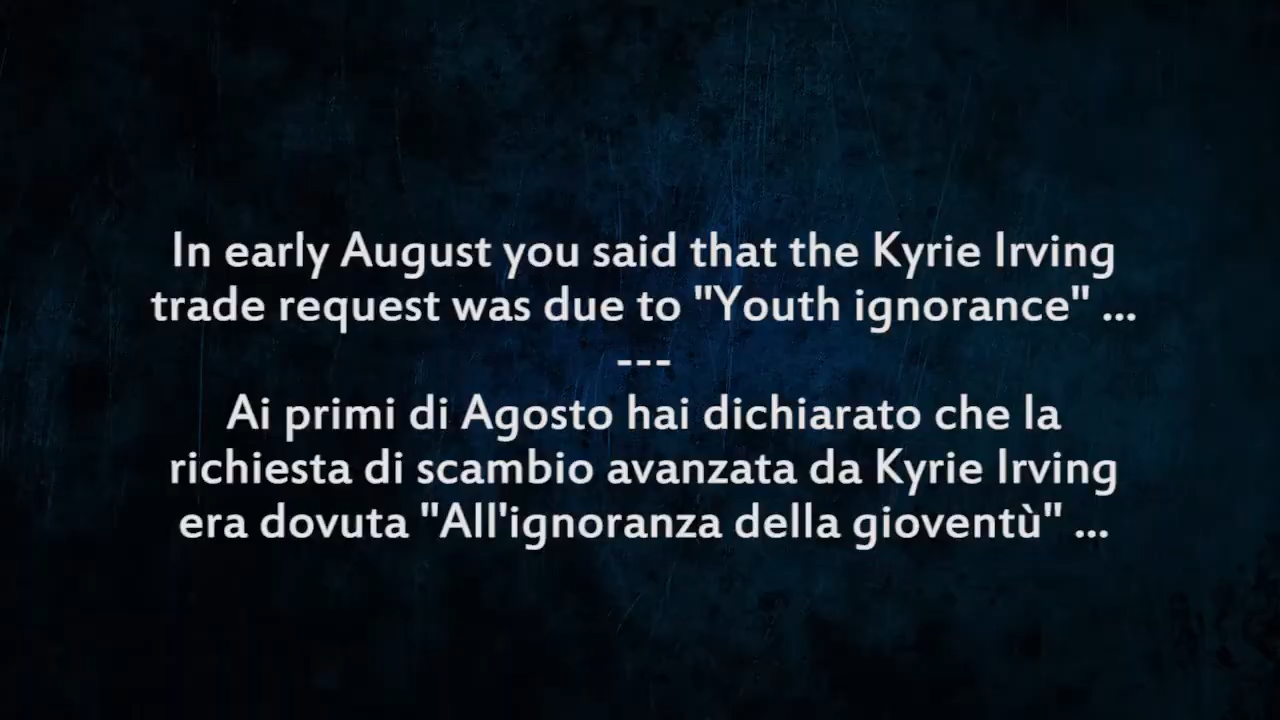 In early August you said that the Kyrie Irving
trade request was due to "Youth ignorance" ...
---
Ai primi di Agosto hai dichiarato che la
richiesta di scambio avanzata da Kyrie Irving
era dovuta "All'ignoranza della gioventù" ...